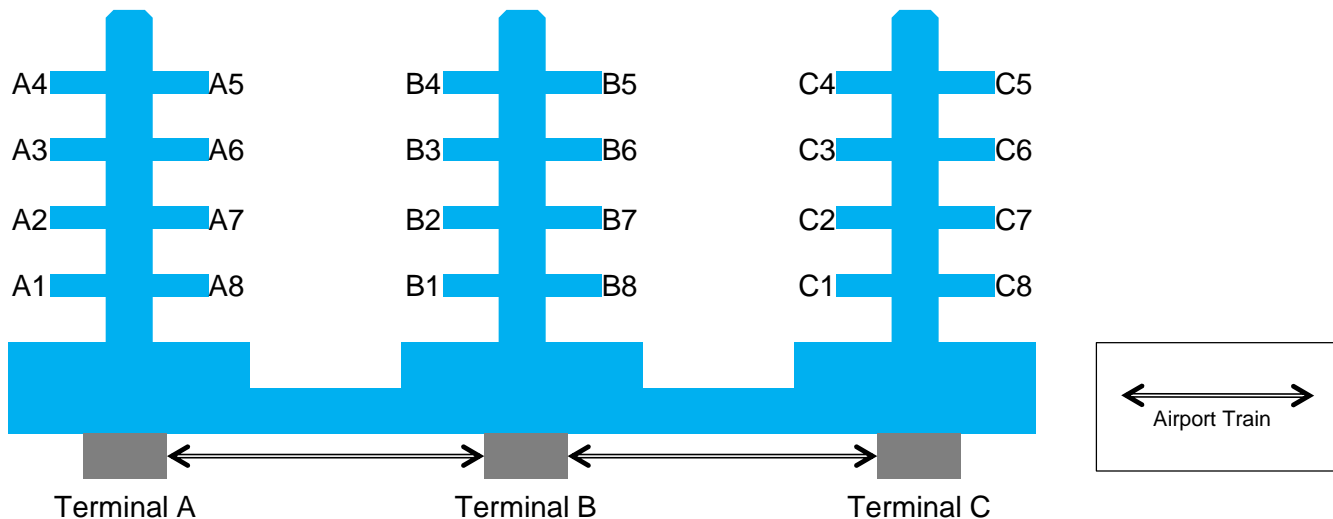 A4 A5 B4 B5 C4 C5
A3 A6 B3 B6 C3 C6
A2 A7 B2 B7 C2 C7
A1 A8 B1 B8 C1 C8
Airport Train
Terminal A Terminal B Terminal C